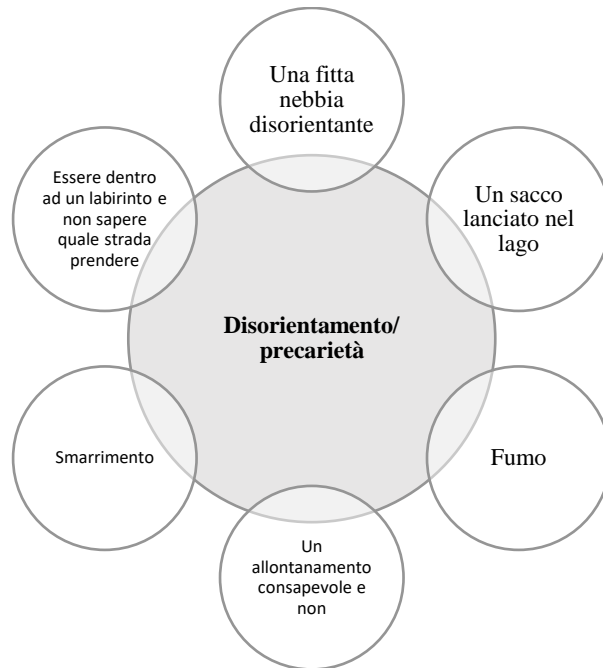 Una fitta
nebbia
disorientante
Essere dentro
ad un labirinto e
non sapere
quale strada
prendere
Un sacco
lanciato nel
lago
Disorientamento/
precarietà
Smarrimento
Fumo
Un
allontanamento
consapevole e
non